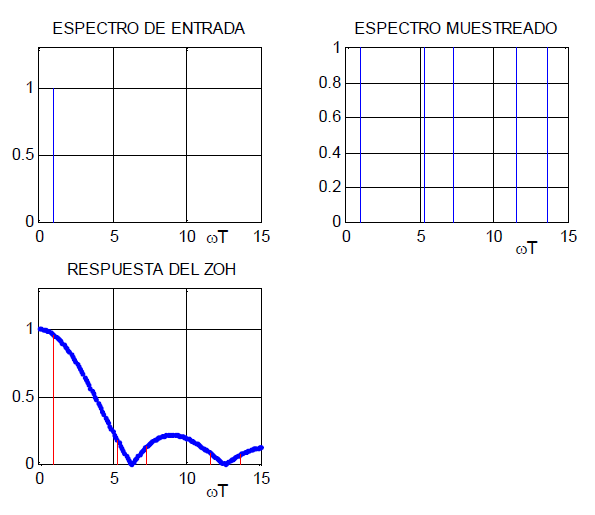 ESPECTRO DE ENTRADA
1
0.5
0
0 5 10 15
ωT
ESPECTRO MUESTREADO
1
0.8
0.6
0.4
0.2
0
0 5 10 15
ωT
RESPUESTA DEL ZOH
1
0.5
0
0 5 10 15
ωT